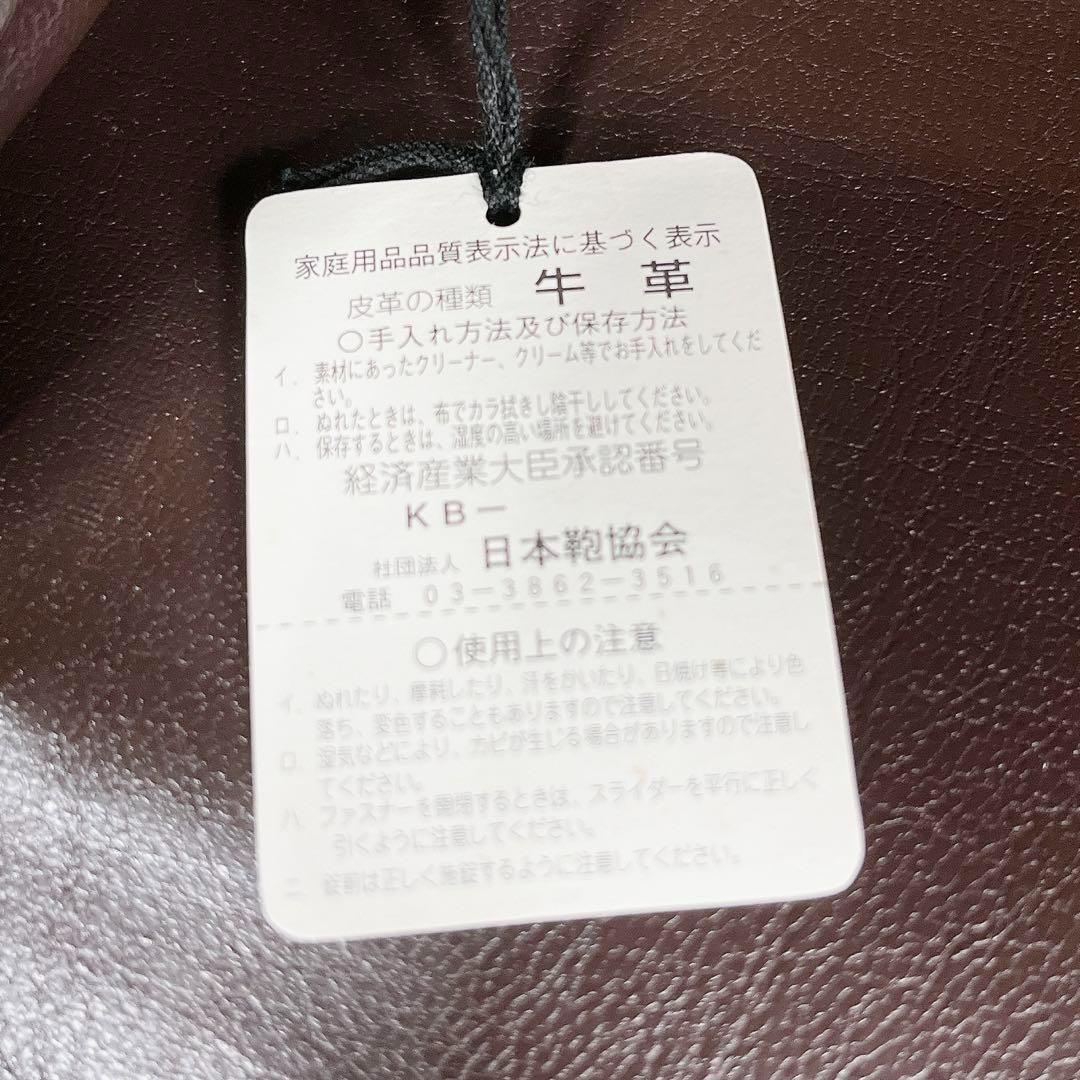 家庭用品品質表示法に基づく表示
皮革の種類 牛 革
○手入れ方法及び保存方法
イ. 素材にあったクリーナー、クリーム等でお手入れをしてくだ
さい。
ロ. ぬれたときは、布でカラ拭きし陰干ししてください。
ハ. 保存するときは、湿度の高い場所を避けてください。
経済産業大臣承認番号
KB一
社団法人 日本鞄協会
電話 03-3862-3516
○使用上の注意
イ. ぬれたり、摩耗したり、汗をかいたり、日焼け等により色
落ち、変色することもありますので注意してください。
ロ. 湿気などにより、カビが生じる場合がありますので注意し
てください。
ハ. ファスナーを開閉するときは、スライダーを平行に正しく
引くように注意してください。
ニ. 錠前は正しく施錠するように注意してください。